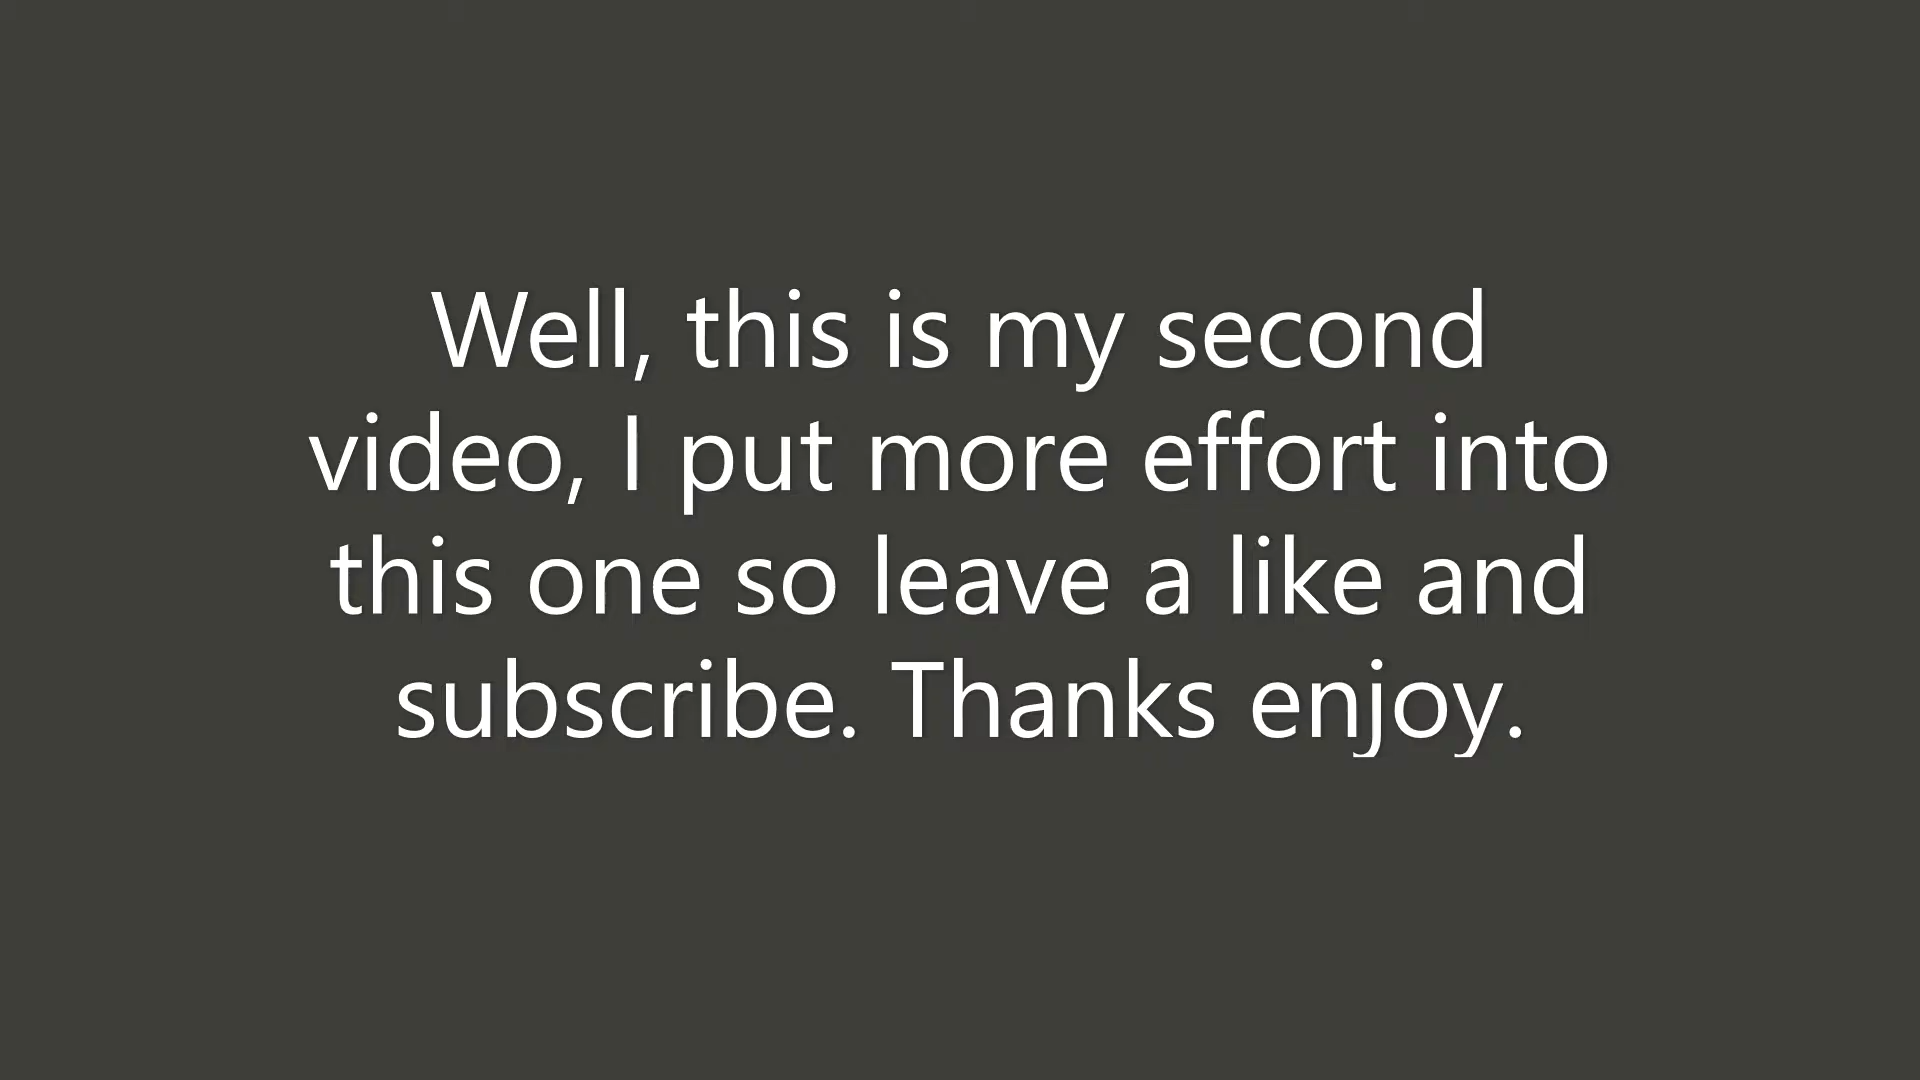 Well, this is my second
video, I put more effort into
this one so leave a like and
subscribe. Thanks enjoy.